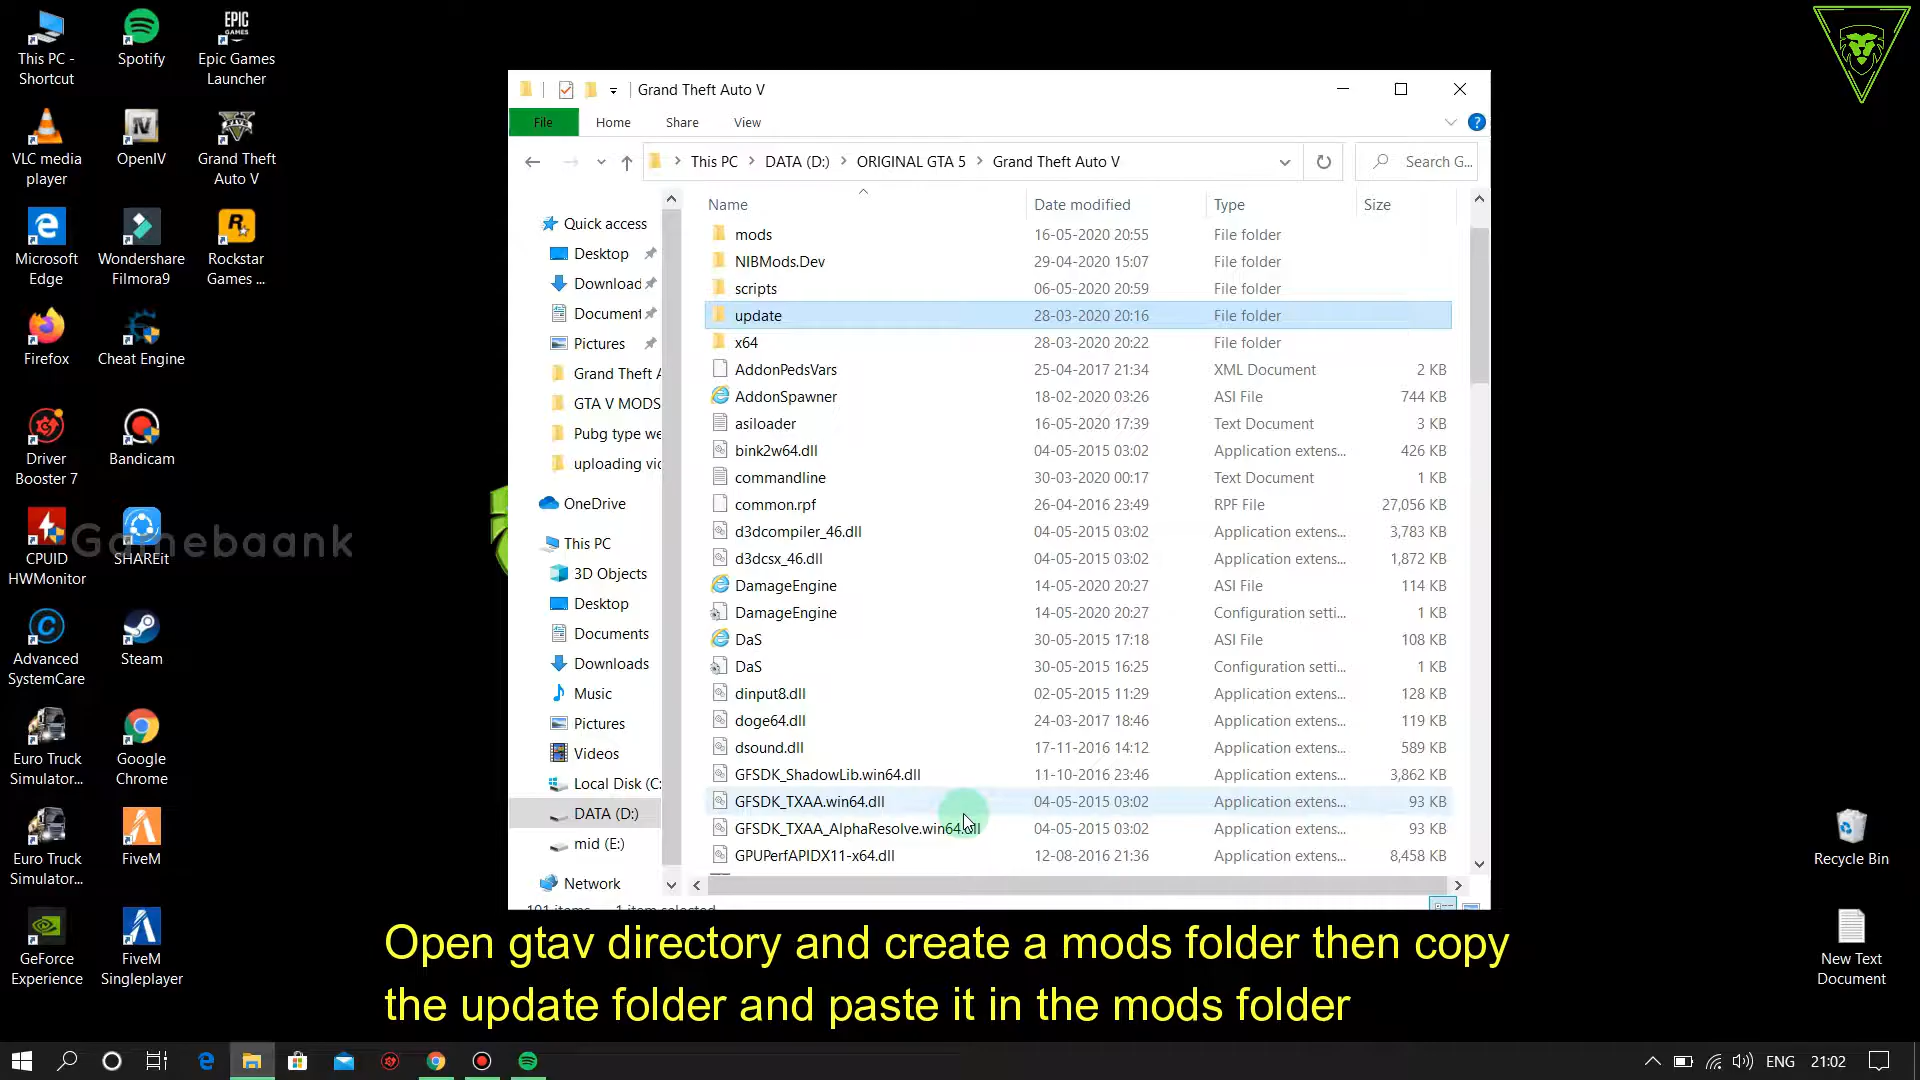 This PC -
Shortcut
Spotify
EPIC
GAMES
Epic Games
Launcher
VLC media
player
OpenIV
Grand Theft
Auto V
Microsoft
Edge
Wondershare
Filmora9
Rockstar
Games ...
Firefox
Cheat Engine
Driver
Booster 7
Bandicam
CPUID
HWMonitor
SHAREit
Gamebaank
Advanced
SystemCare
Steam
Euro Truck
Simulator...
Google
Chrome
Euro Truck
Simulator...
FiveM
GeForce
Experience
FiveM
Singleplayer
Grand Theft Auto V
File Home Share View
This PC > DATA (D:) > ORIGINAL GTA 5 > Grand Theft Auto V
Search G...
Quick access
Desktop
Download
Document
Pictures
Grand Theft A
GTA V MODS
Pubg type we
uploading vid
OneDrive
This PC
3D Objects
Desktop
Documents
Downloads
Music
Pictures
Videos
Local Disk (C:
DATA (D:)
mid (E:)
Network
Name Date modified Type Size
mods 16-05-2020 20:55 File folder
NIBMods.Dev 29-04-2020 15:07 File folder
scripts 06-05-2020 20:59 File folder
update 28-03-2020 20:16 File folder
x64 28-03-2020 20:22 File folder
AddonPedsVars 25-04-2017 21:34 XML Document 2 KB
AddonSpawner 18-02-2020 03:26 ASI File 744 KB
asiloader 16-05-2020 17:39 Text Document 3 KB
bink2w64.dll 04-05-2015 03:02 Application extens... 426 KB
commandline 30-03-2020 00:17 Text Document 1 KB
common.rpf 26-04-2016 23:49 RPF File 27,056 KB
d3dcompiler_46.dll 04-05-2015 03:02 Application extens... 3,783 KB
d3dcsx_46.dll 04-05-2015 03:02 Application extens... 1,872 KB
DamageEngine 14-05-2020 20:27 ASI File 114 KB
DamageEngine 14-05-2020 20:27 Configuration setti... 1 KB
DaS 30-05-2015 17:18 ASI File 108 KB
DaS 30-05-2015 16:25 Configuration setti... 1 KB
dinput8.dll 02-05-2015 11:29 Application extens... 128 KB
doge64.dll 24-03-2017 18:46 Application extens... 119 KB
dsound.dll 17-11-2016 14:12 Application extens... 589 KB
GFSDK_ShadowLib.win64.dll 11-10-2016 23:46 Application extens... 3,862 KB
GFSDK_TXAA.win64.dll 04-05-2015 03:02 Application extens... 93 KB
GFSDK_TXAA_AlphaResolve.win64.dll 04-05-2015 03:02 Application extens... 93 KB
GPUPerfAPIDX11-x64.dll 12-08-2016 21:36 Application extens... 8,458 KB
101 items 1 item selected
Recycle Bin
New Text
Document
Open gtav directory and create a mods folder then copy
the update folder and paste it in the mods folder
ENG 21:02